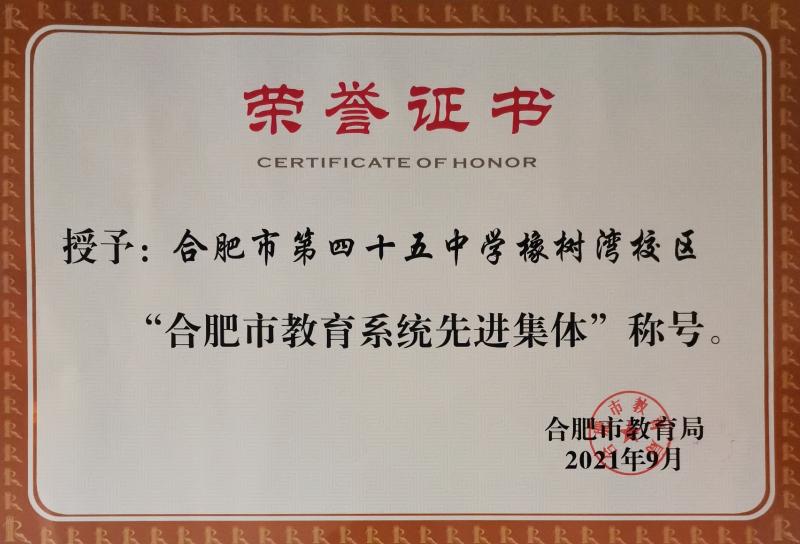 荣誉证书
CERTIFICATE OF HONOR
授予：合肥市第四十五中学橡树湾校区
“合肥市教育系统先进集体”称号。
合肥市教育局
2021年9月